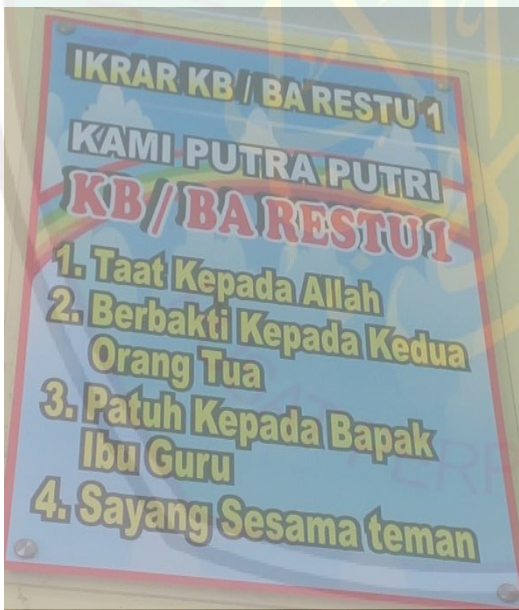 IKRAR KB / BA RESTU 1
KAMI PUTRA PUTRI
KB/ BA RESTU 1
1. Taat Kepada Allah
2. Berbakti Kepada Kedua
Orang Tua
3. Patuh Kepada Bapak
Ibu Guru
4. Sayang Sesama teman